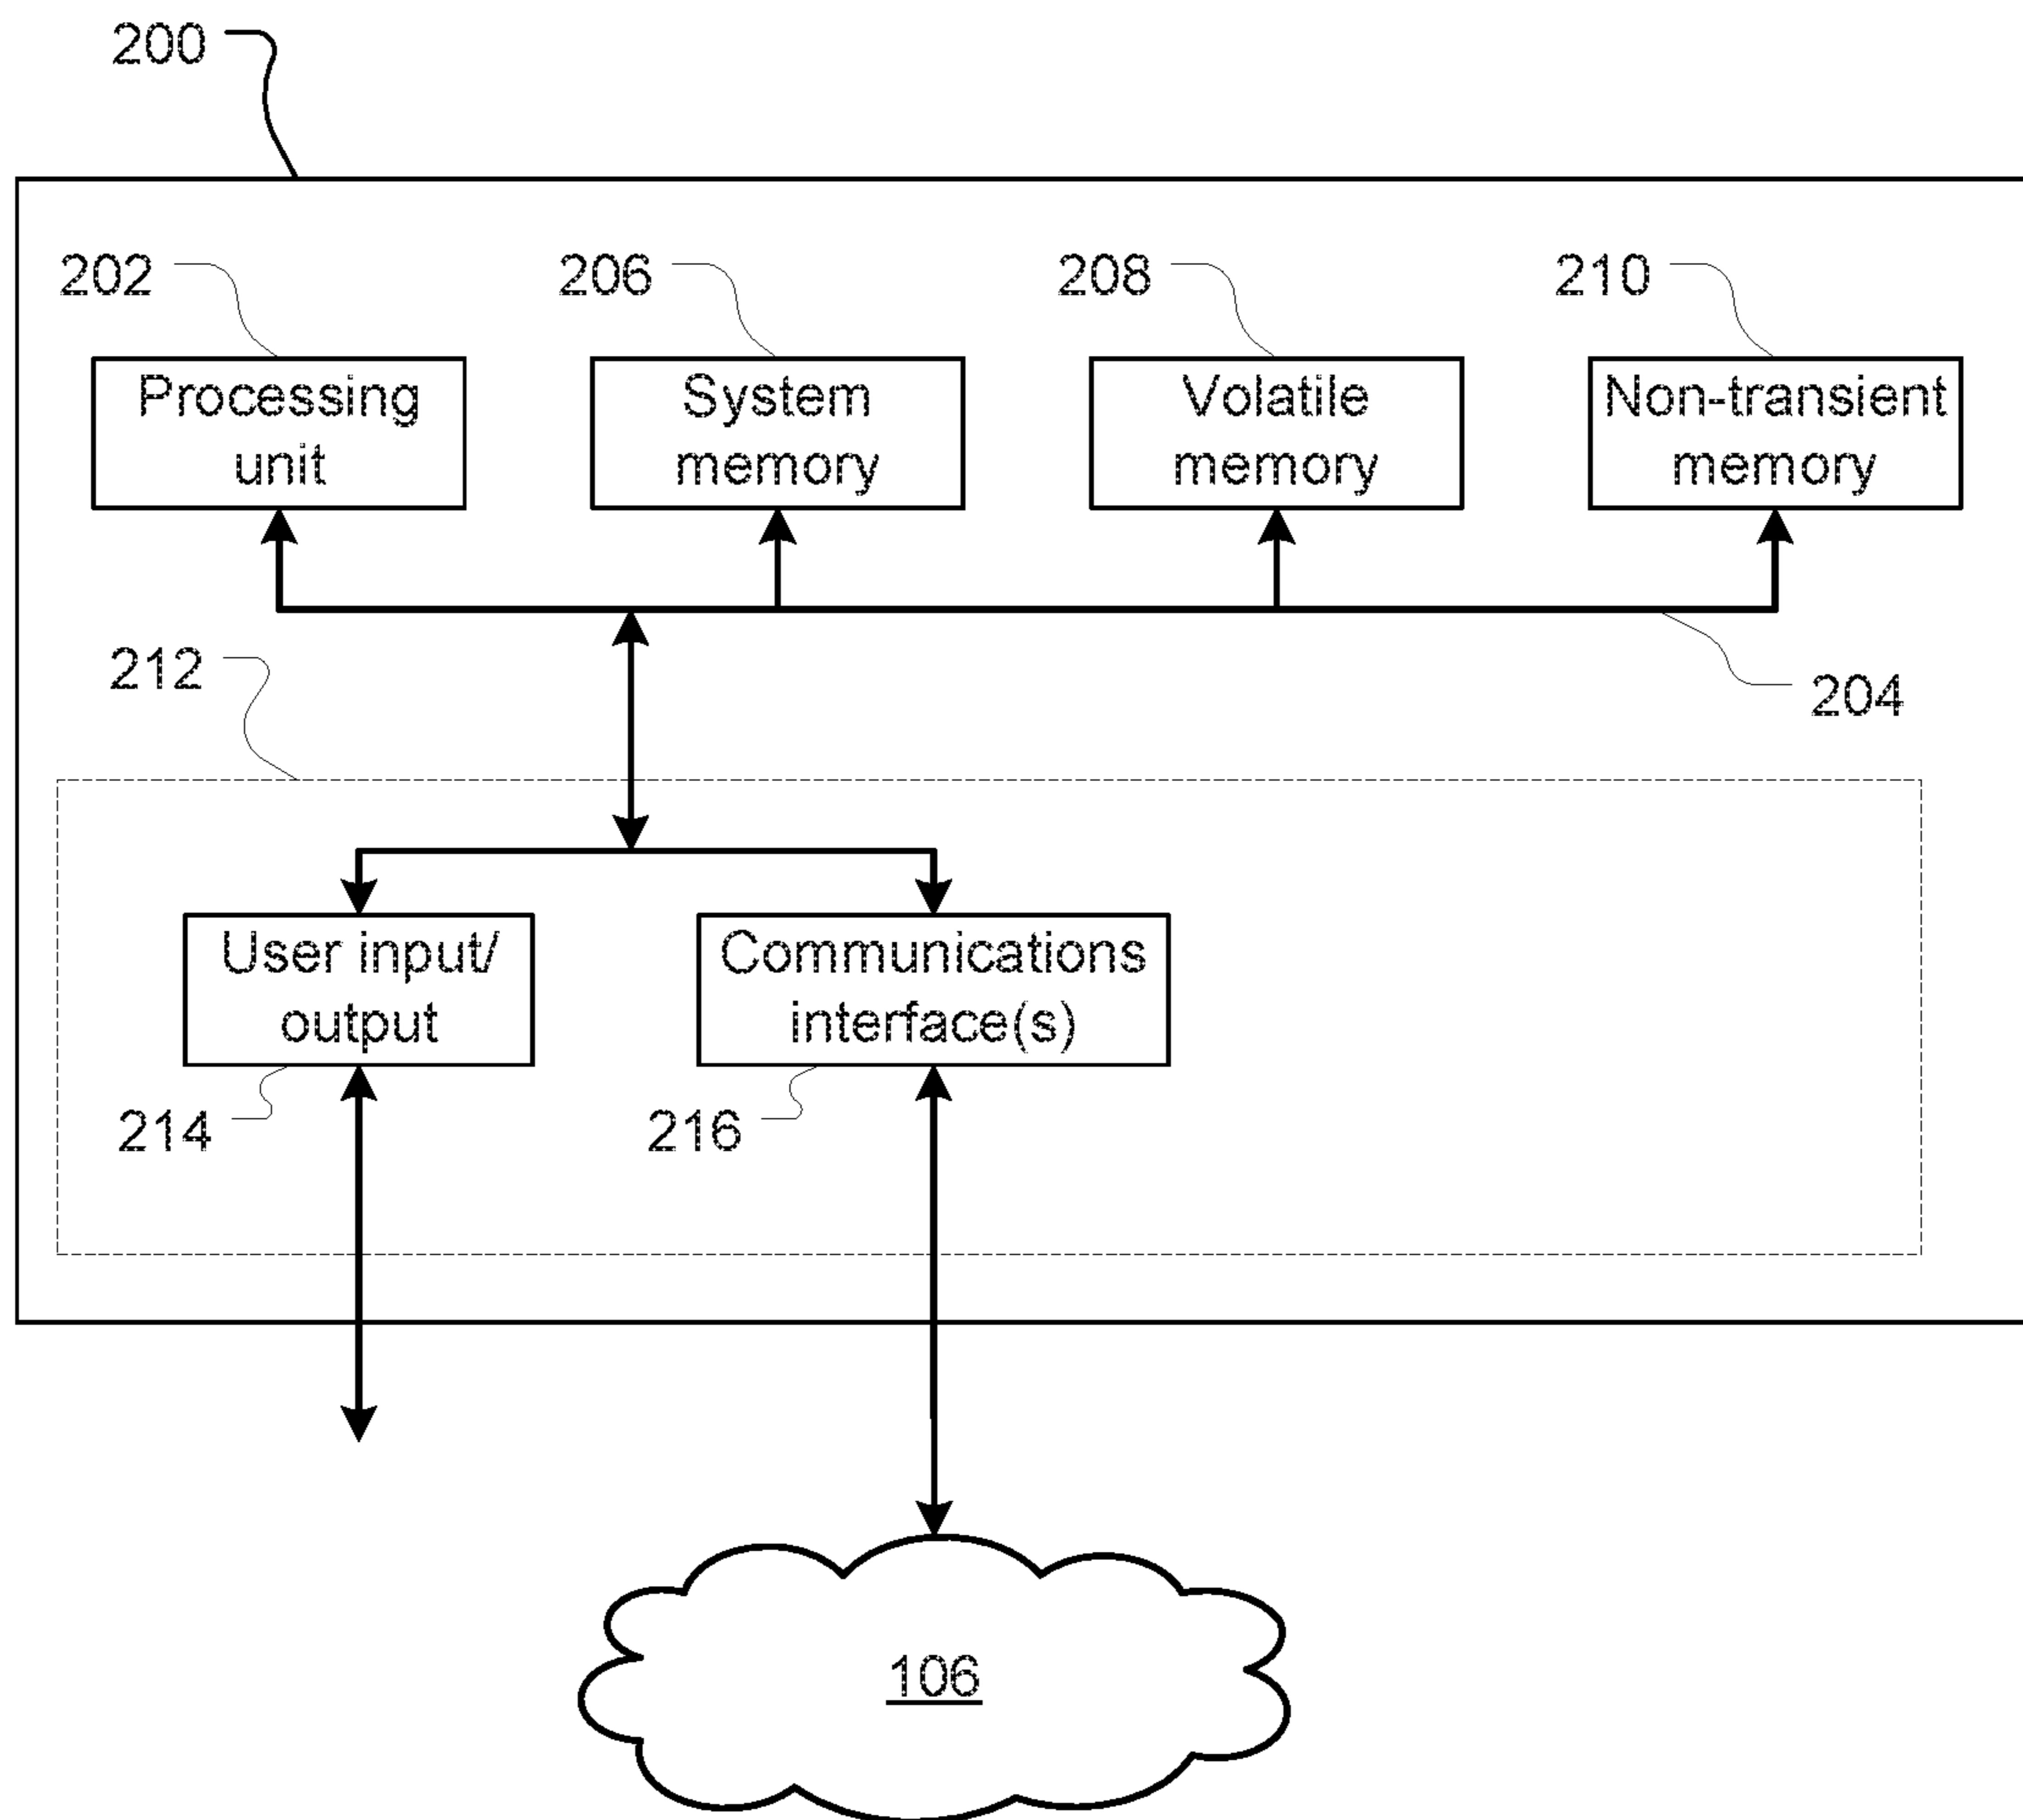 200
202
206
208
210
Processing
unit
System
memory
Volatile
memory
Non-transient
memory
212
204
User input/
output
Communications
interface(s)
214
216
106